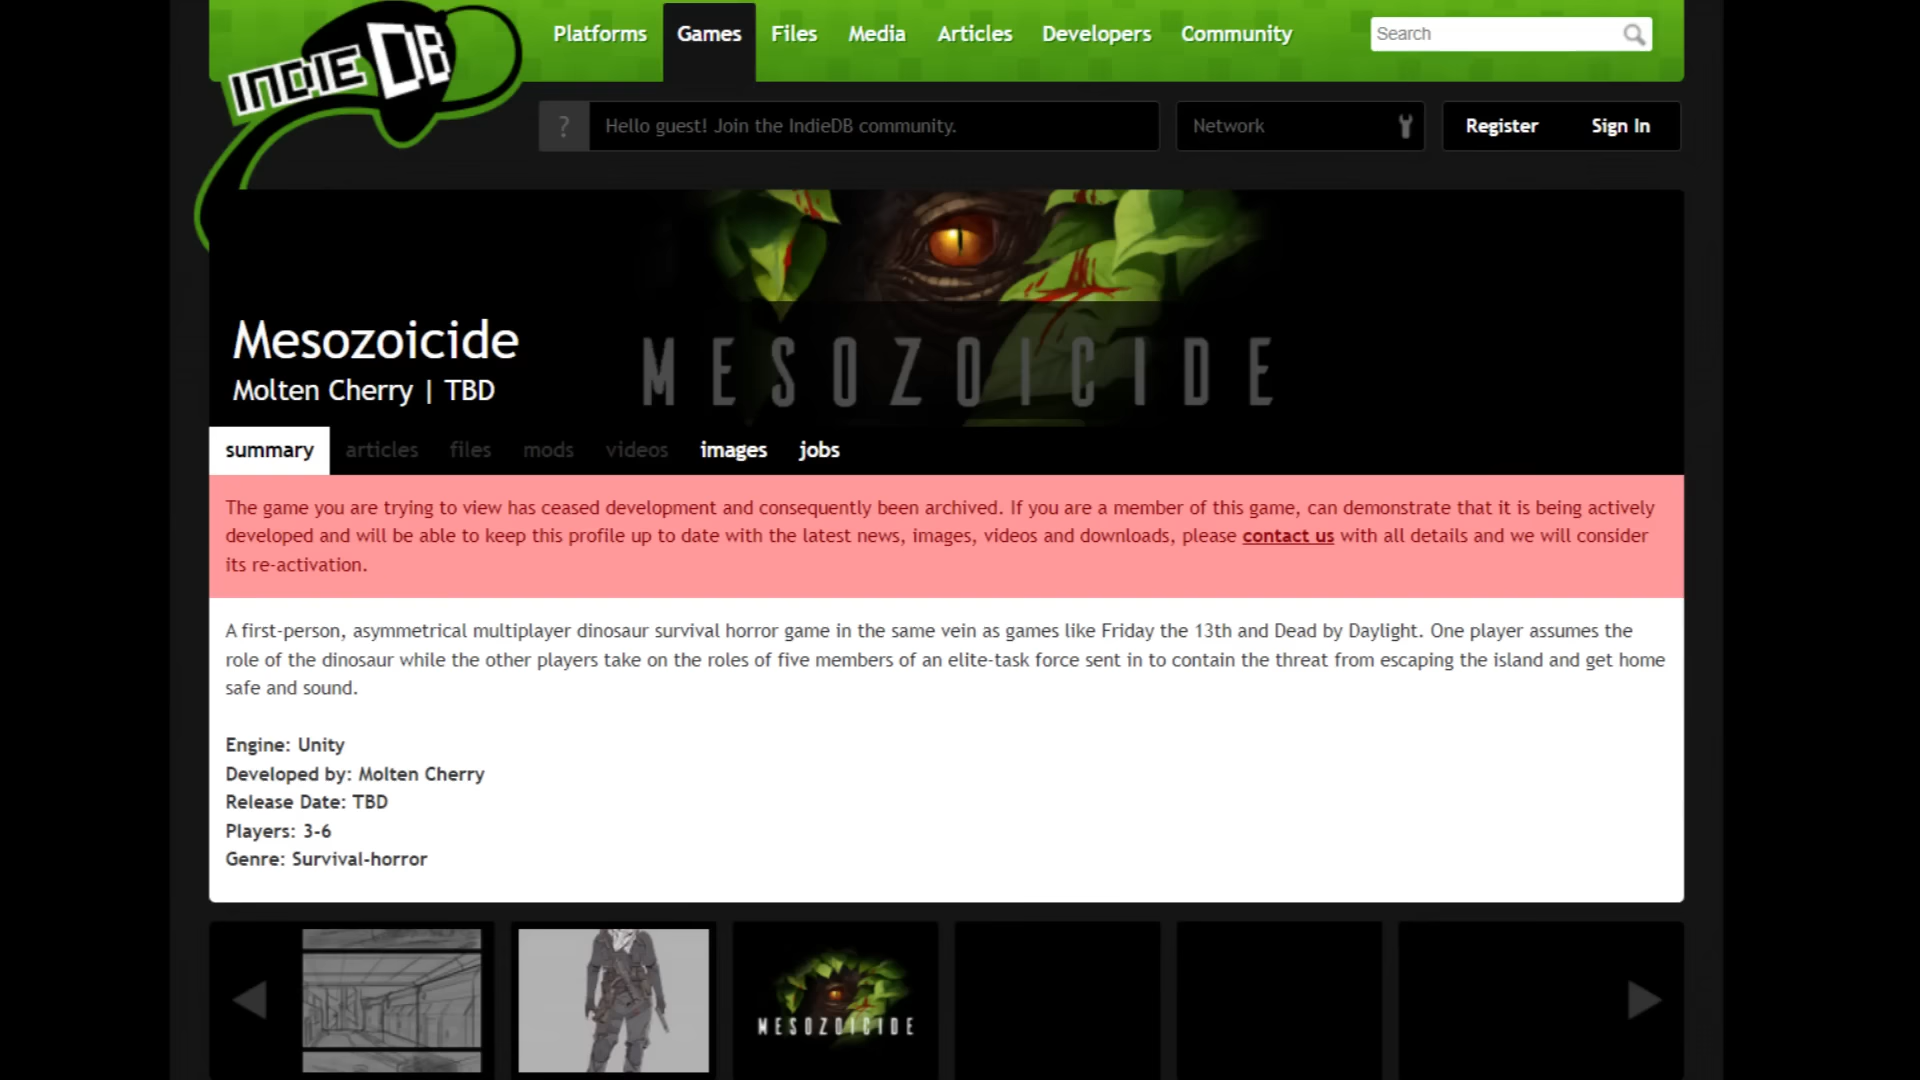 INDIE DB
Platforms
Games
Files
Media
Articles
Developers
Community
Search
?
Hello guest! Join the IndieDB community.
Network
Register
Sign In
Mesozoicide
Molten Cherry | TBD
MESOZOICIDE
summary
articles
files
mods
videos
images
jobs
The game you are trying to view has ceased development and consequently been archived. If you are a member of this game, can demonstrate that it is being actively
developed and will be able to keep this profile up to date with the latest news, images, videos and downloads, please contact us with all details and we will consider
its re-activation.
A first-person, asymmetrical multiplayer dinosaur survival horror game in the same vein as games like Friday the 13th and Dead by Daylight. One player assumes the
role of the dinosaur while the other players take on the roles of five members of an elite-task force sent in to contain the threat from escaping the island and get home
safe and sound.
Engine: Unity
Developed by: Molten Cherry
Release Date: TBD
Players: 3-6
Genre: Survival-horror
MESOZOICIDE